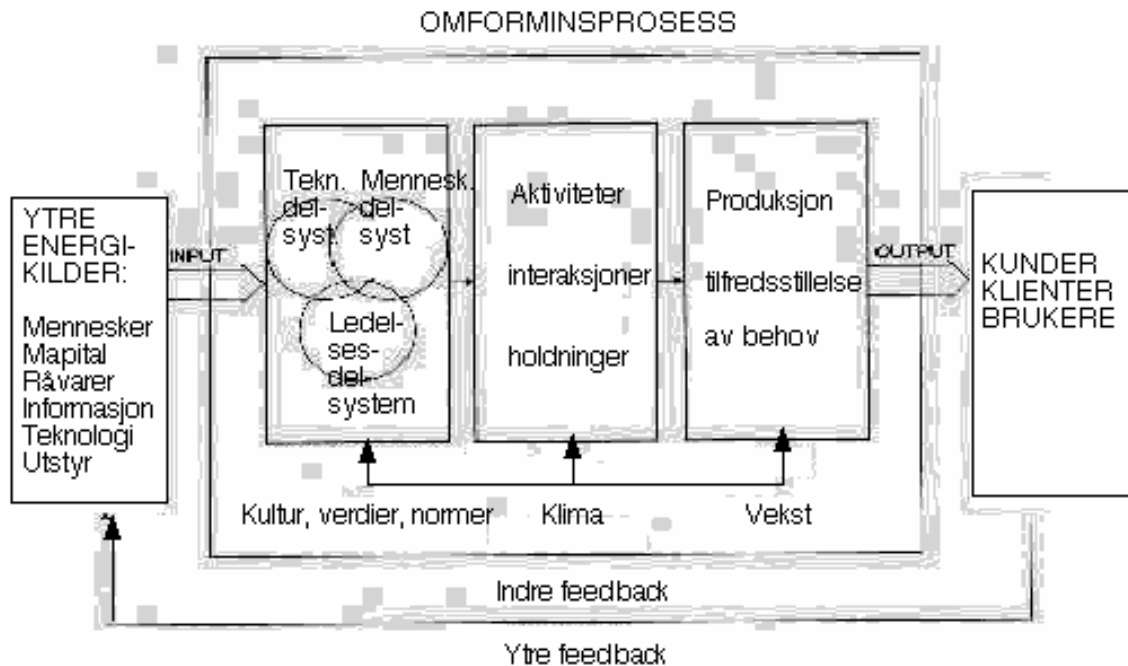 OMFORMINSPROSESS
YTRE
ENERGI-
KILDER:
Mennesker
Mapital
Råvarer
Informasjon
Teknologi
Utstyr
INPUT
Tekn.
del-
syst.
Mennesk.
del-
syst
Ledel-
ses-
del-
system
Aktiviteter
interaksjoner
holdninger
Produksjon
tilfredsstillelse
av behov
OUTPUT
KUNDER
KLIENTER
BRUKERE
Kultur, verdier, normer
Klima
Vekst
Indre feedback
Ytre feedback